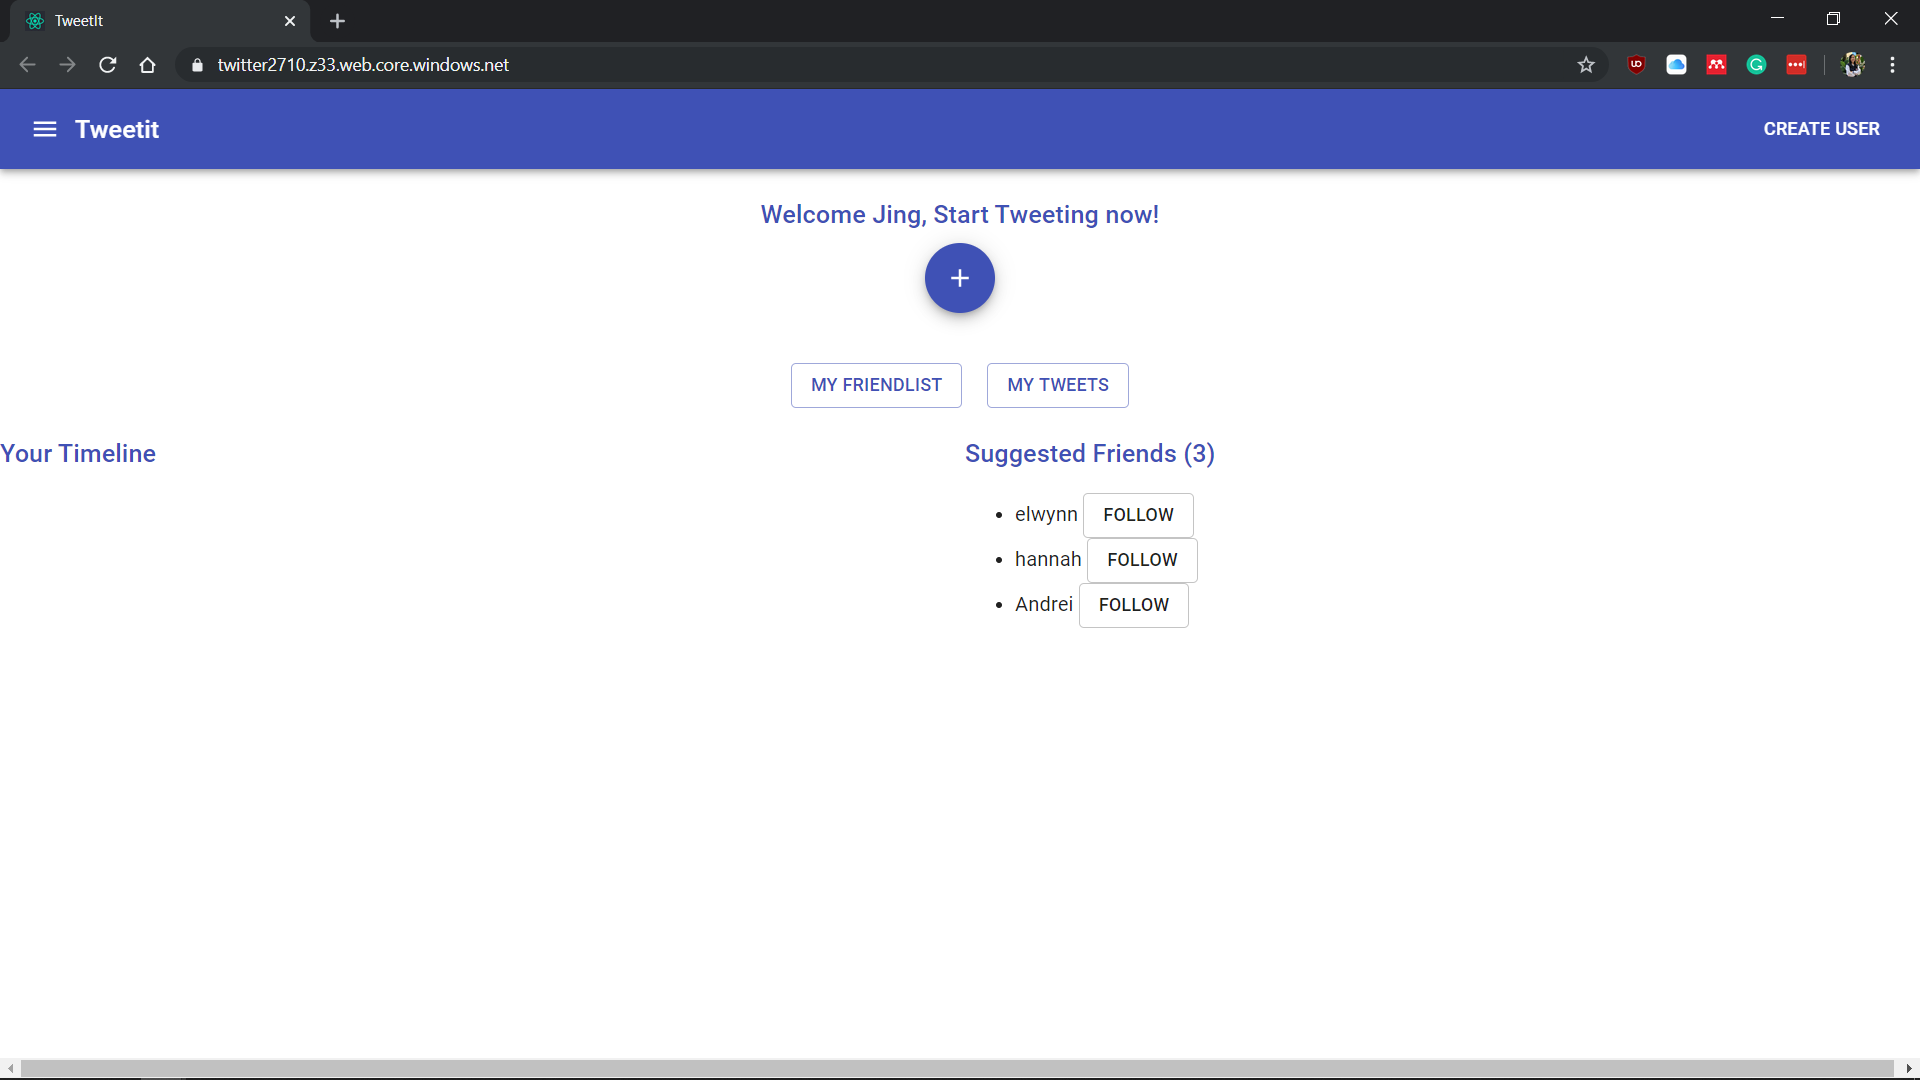 TweetIt
twitter2710.z33.web.core.windows.net
Tweetit
CREATE USER
Welcome Jing, Start Tweeting now!
+
MY FRIENDLIST
MY TWEETS
Your Timeline
Suggested Friends (3)
• elwynn FOLLOW
• hannah FOLLOW
• Andrei FOLLOW